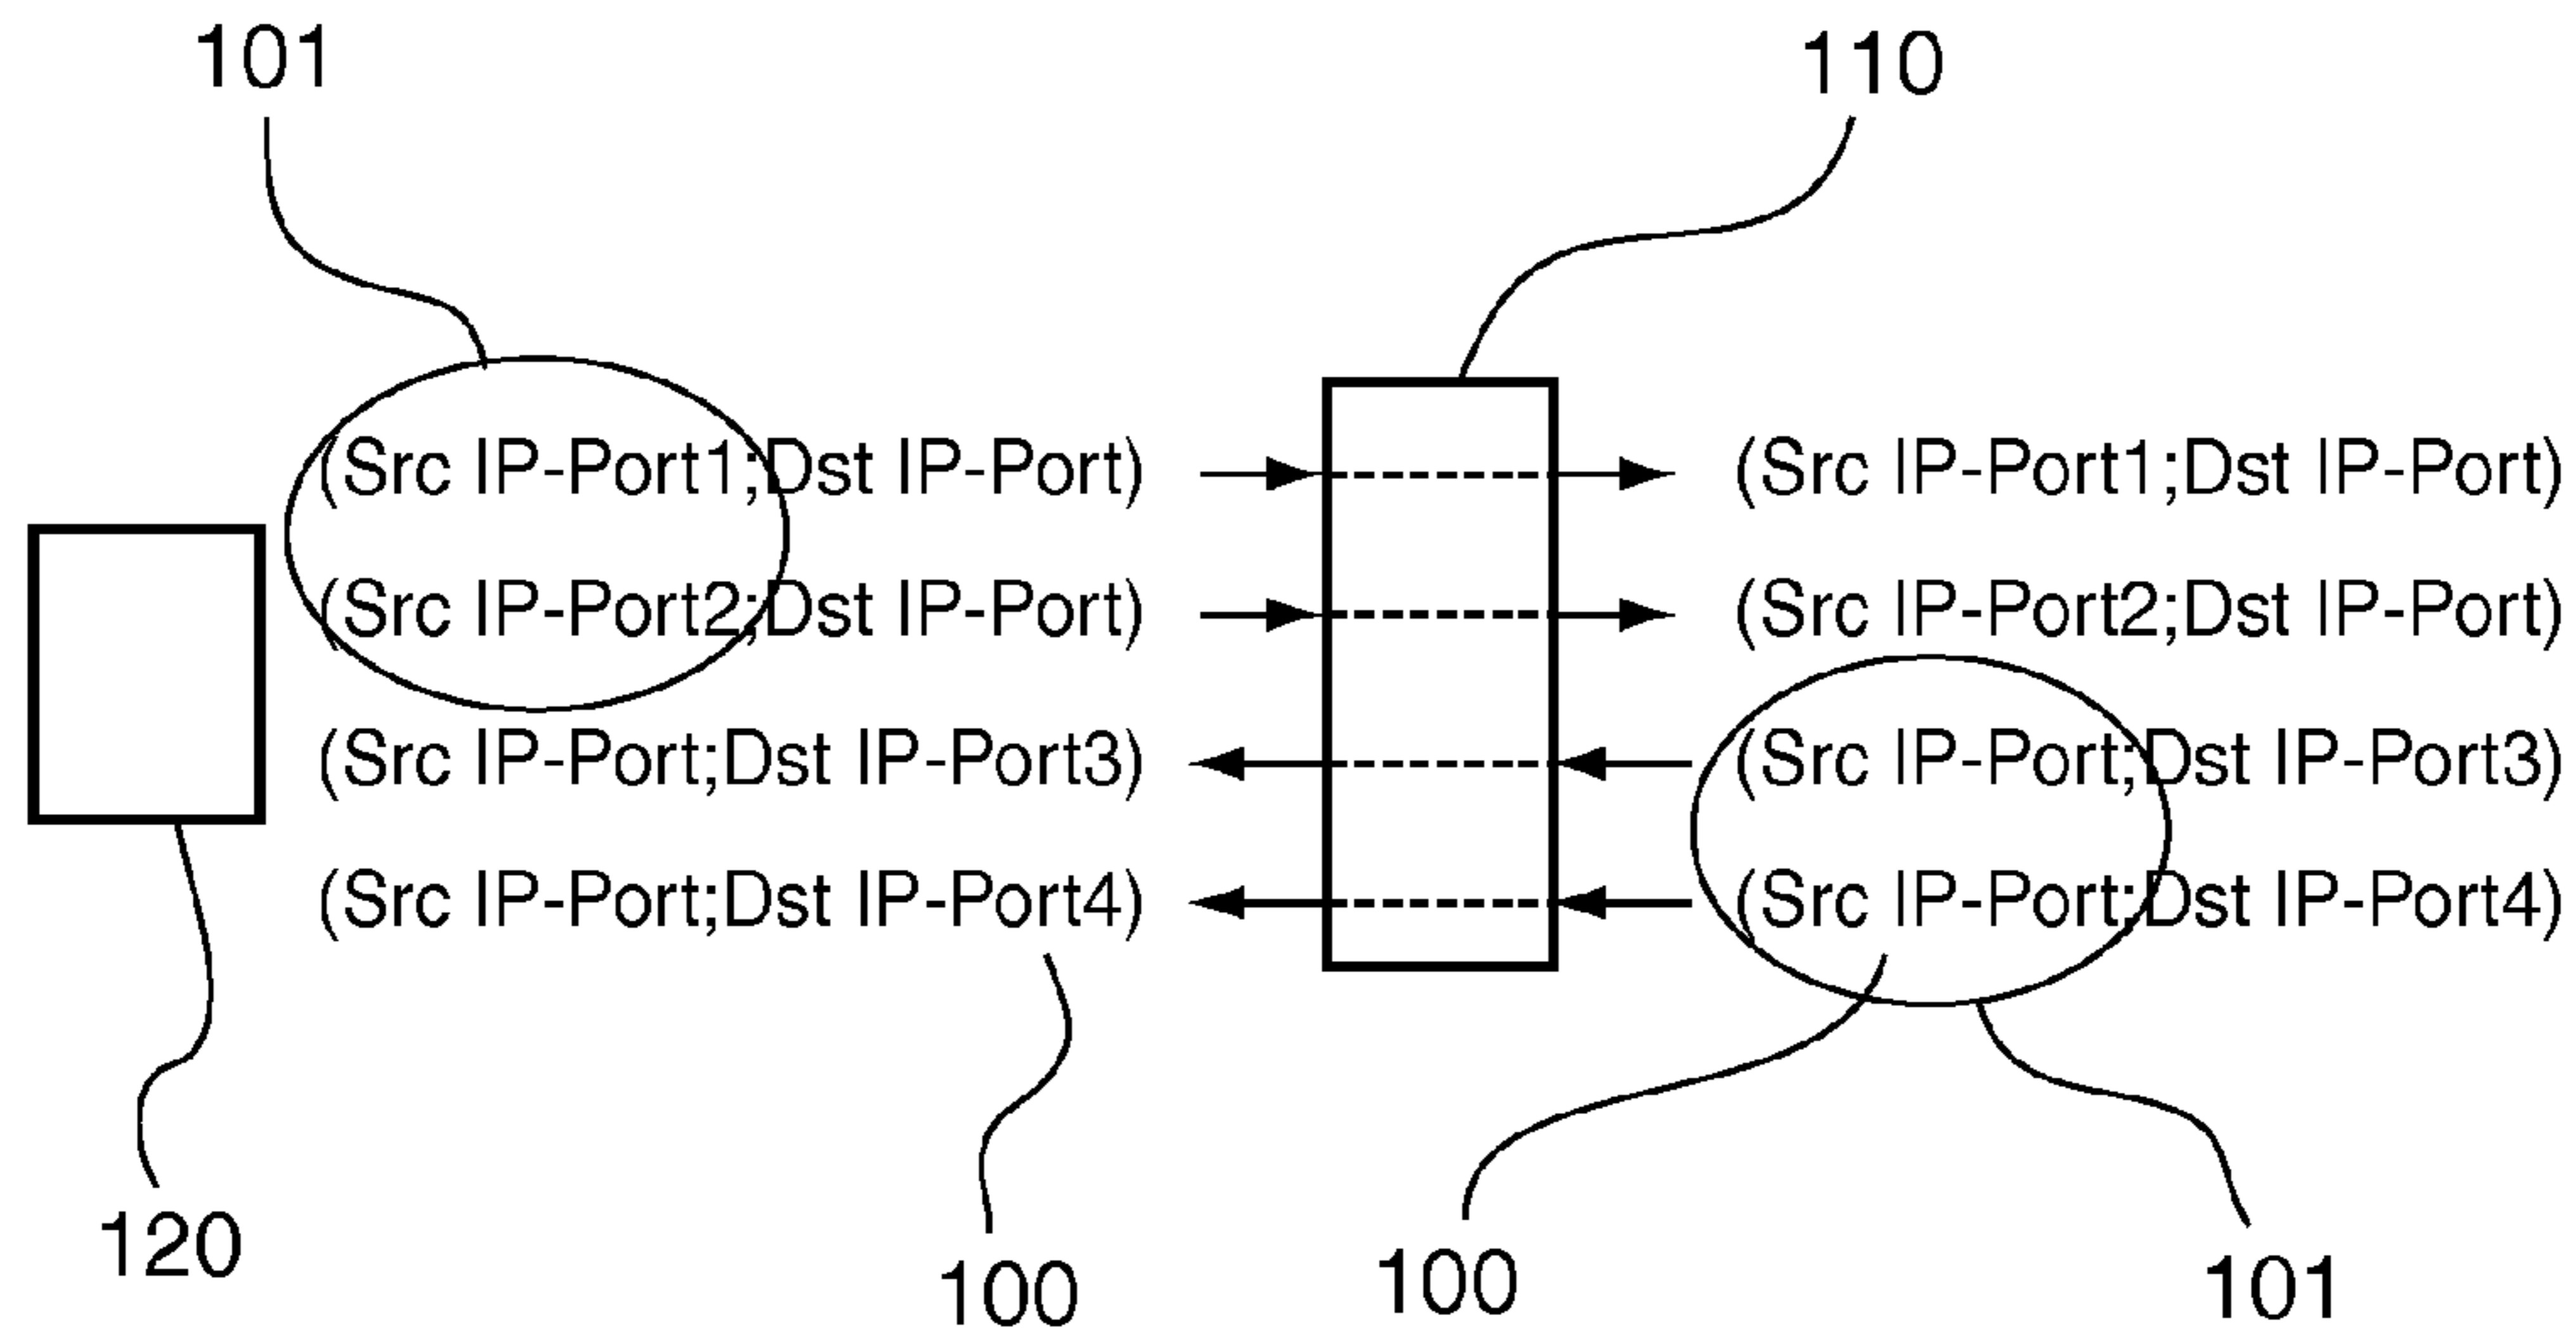 101
110
(Src IP-Port1;Dst IP-Port)
(Src IP-Port1;Dst IP-Port)
(Src IP-Port2;Dst IP-Port)
(Src IP-Port2;Dst IP-Port)
(Src IP-Port;Dst IP-Port3)
(Src IP-Port;Dst IP-Port3)
(Src IP-Port;Dst IP-Port4)
(Src IP-Port;Dst IP-Port4)
120
100
100
101